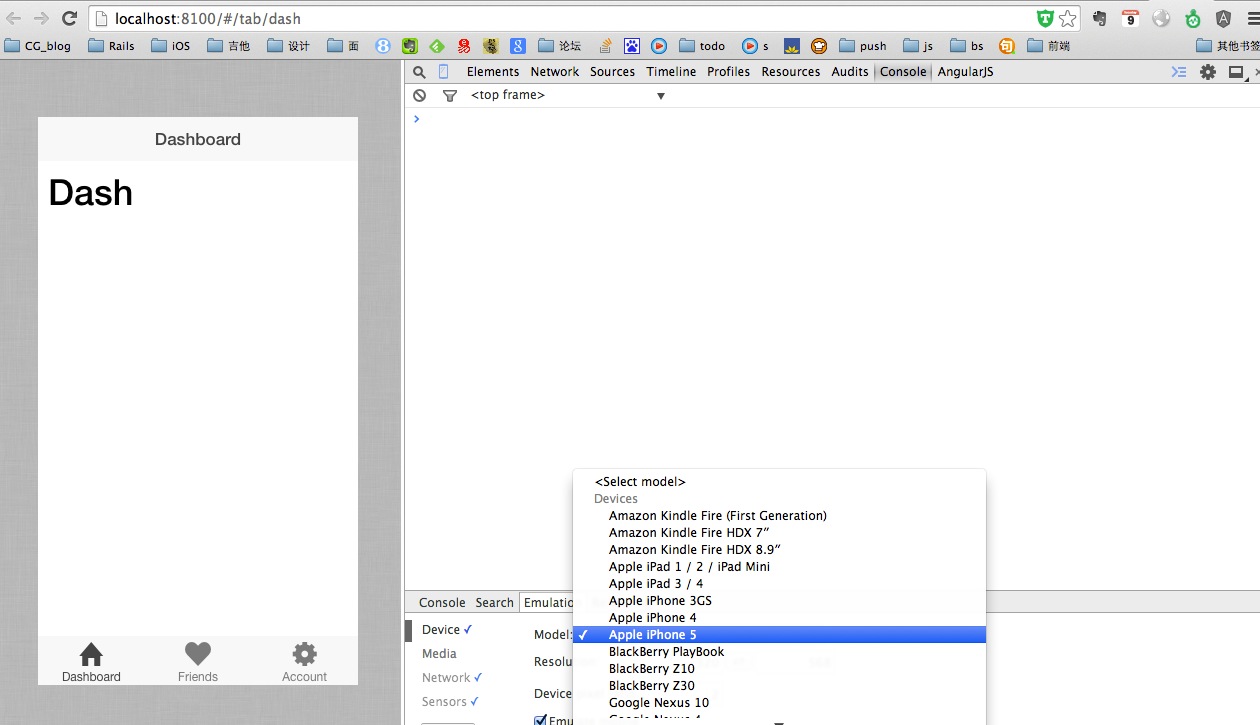 localhost:8100/#/tab/dash
CG_blog Rails iOS 吉他 设计 面 论坛 todo s push js bs 前端 其他书签
Elements Network Sources Timeline Profiles Resources Audits Console AngularJS
<top frame>
Dashboard
Dash
Dashboard Friends Account
<Select model>
Devices
Amazon Kindle Fire (First Generation)
Amazon Kindle Fire HDX 7″
Amazon Kindle Fire HDX 8.9″
Apple iPad 1 / 2 / iPad Mini
Apple iPad 3 / 4
Apple iPhone 3GS
Apple iPhone 4
Apple iPhone 5
BlackBerry PlayBook
BlackBerry Z10
BlackBerry Z30
Google Nexus 10
Console Search Emulatio
Device Model:
Media Resolu
Network
Sensors Device
Emu